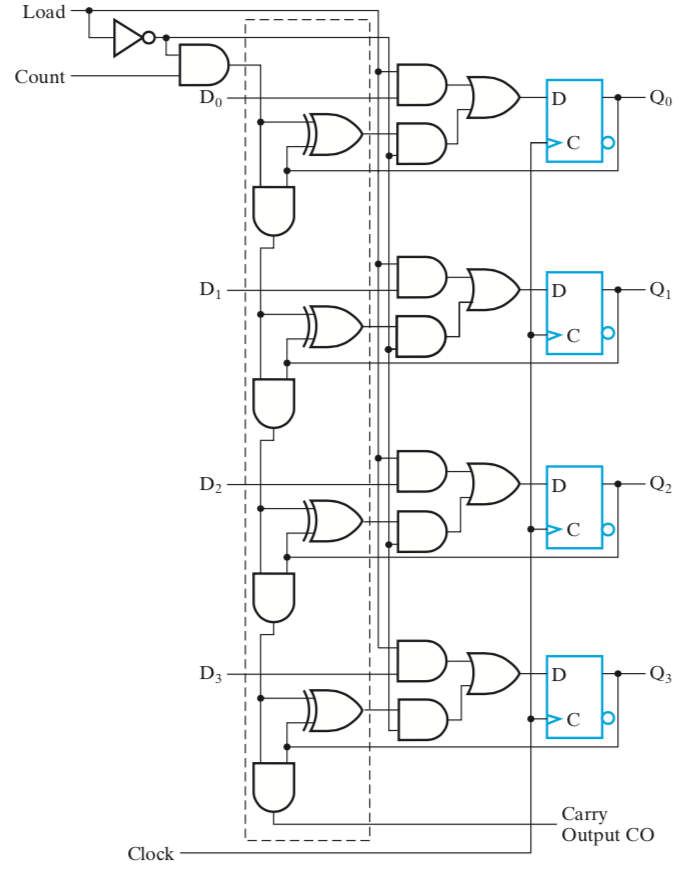 Load
Count
D0
D C Q0
D1
D C Q1
D2
D C Q2
D3
D C Q3
Carry
Output CO
Clock